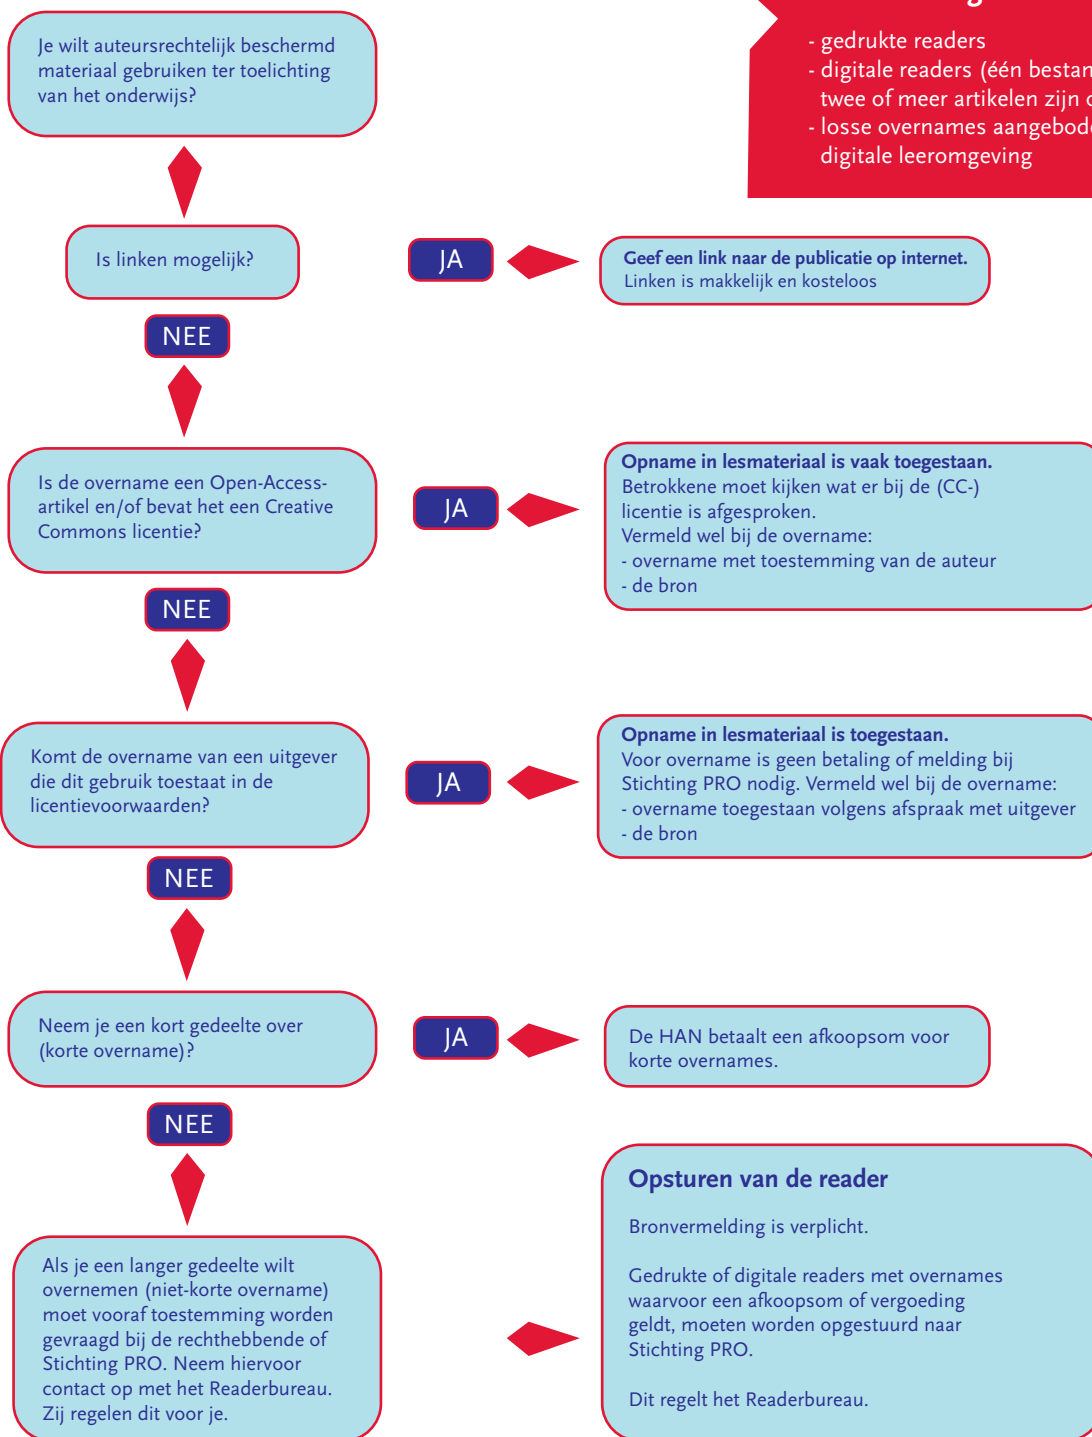 Je wilt auteursrechtelijk beschermd
materiaal gebruiken ter toelichting
van het onderwijs?
- gedrukte readers
- digitale readers (één
twee of meer artikelen zijn
- losse overnames
digitale leeromgeving
Is linken mogelijk?
JA
Geef een link naar de publicatie op internet.
Linken is makkelijk en kosteloos
NEE
Is de overname een Open-Access-
artikel en/of bevat het een Creative
Commons licentie?
JA
Opname in lesmateriaal is vaak toegestaan.
Betrokkene moet kijken wat er bij de (CC-)
licentie is afgesproken.
Vermeld wel bij de overname:
- overname met toestemming van de auteur
- de bron
NEE
Komt de overname van een uitgever
die dit gebruik toestaat in de
licentievoorwaarden?
JA
Opname in lesmateriaal is toegestaan.
Voor overname is geen betaling of melding bij
Stichting PRO nodig. Vermeld wel bij de overname:
- overname toegestaan volgens afspraak met uitgever
- de bron
NEE
Neem je een kort gedeelte over
(korte overname)?
JA
De HAN betaalt een afkoopsom voor
korte overnames.
NEE
Als je een langer gedeelte wilt
overnemen (niet-korte overname)
moet vooraf toestemming worden
gevraagd bij de rechthebbende of
Stichting PRO. Neem hiervoor
contact op met het Readerbureau.
Zij regelen dit voor je.
Opsturen van de reader
Bronvermelding is verplicht.
Gedrukte of digitale readers met overnames
waarvoor een afkoopsom of vergoeding
geldt, moeten worden opgestuurd naar
Stichting PRO.
Dit regelt het Readerbureau.